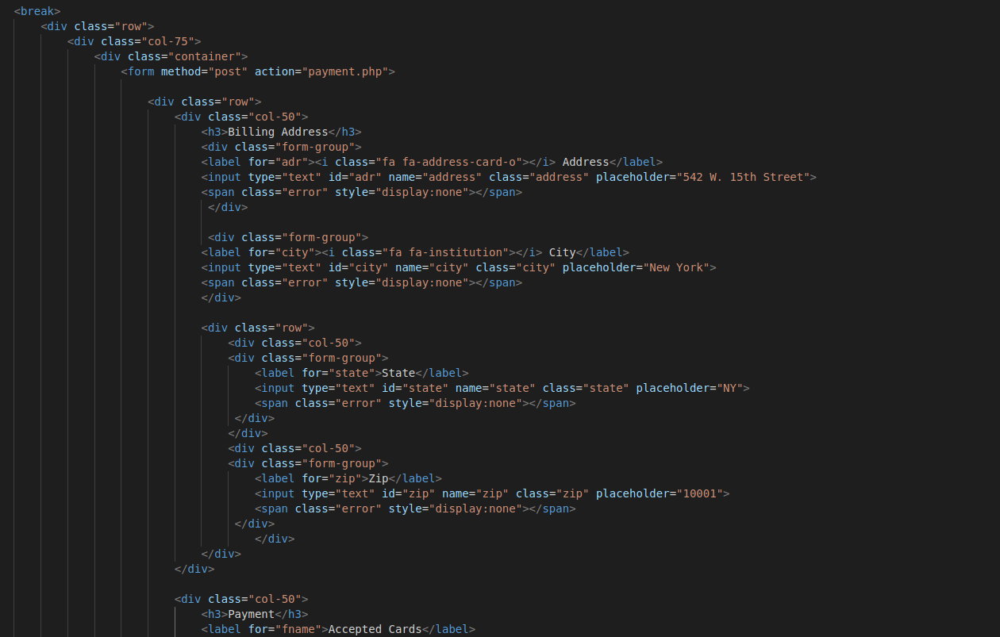 <break>
<div class="row">
<div class="col-75">
<div class="container">
<form method="post" action="payment.php">
<div class="row">
<div class="col-50">
<h3>Billing Address</h3>
<div class="form-group">
<label for="adr"><i class="fa fa-address-card-o"></i> Address</label>
<input type="text" id="adr" name="address" class="address" placeholder="542 W. 15th Street">
<span class="error" style="display:none"></span>
</div>
<div class="form-group">
<label for="city"><i class="fa fa-institution"></i> City</label>
<input type="text" id="city" name="city" class="city" placeholder="New York">
<span class="error" style="display:none"></span>
</div>
<div class="row">
<div class="col-50">
<div class="form-group">
<label for="state">State</label>
<input type="text" id="state" name="state" class="state" placeholder="NY">
<span class="error" style="display:none"></span>
</div>
</div>
<div class="col-50">
<div class="form-group">
<label for="zip">Zip</label>
<input type="text" id="zip" name="zip" class="zip" placeholder="10001">
<span class="error" style="display:none"></span>
</div>
</div>
</div>
</div>
<div class="col-50">
<h3>Payment</h3>
<label for="fname">Accepted Cards</label>